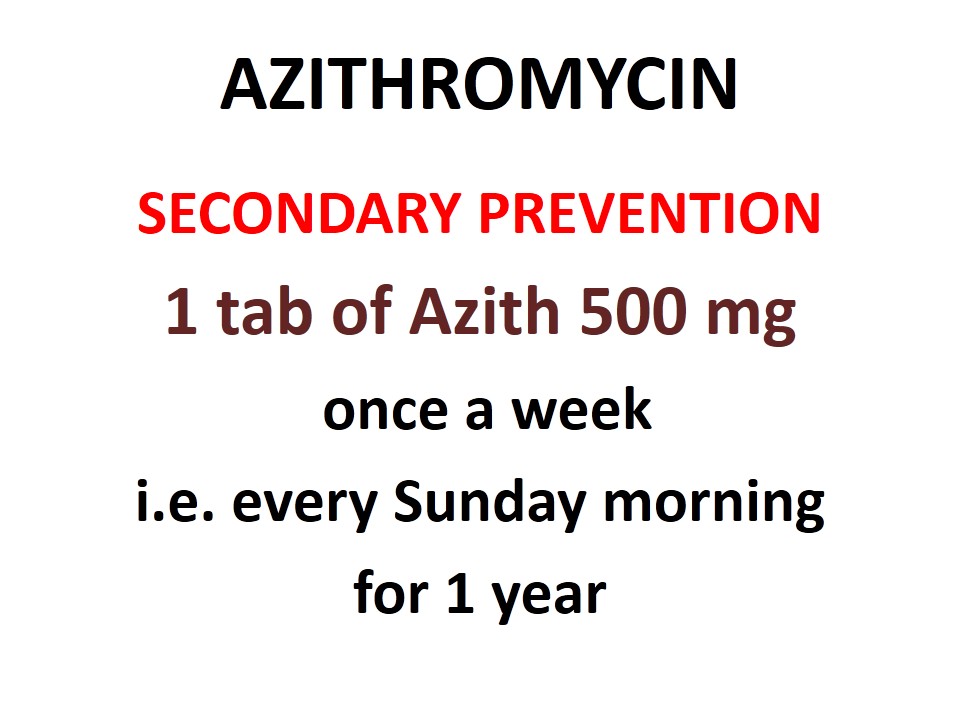 AZITHROMYCIN
SECONDARY PREVENTION
1 tab of Azith 500 mg
once a week
i.e. every Sunday morning
for 1 year